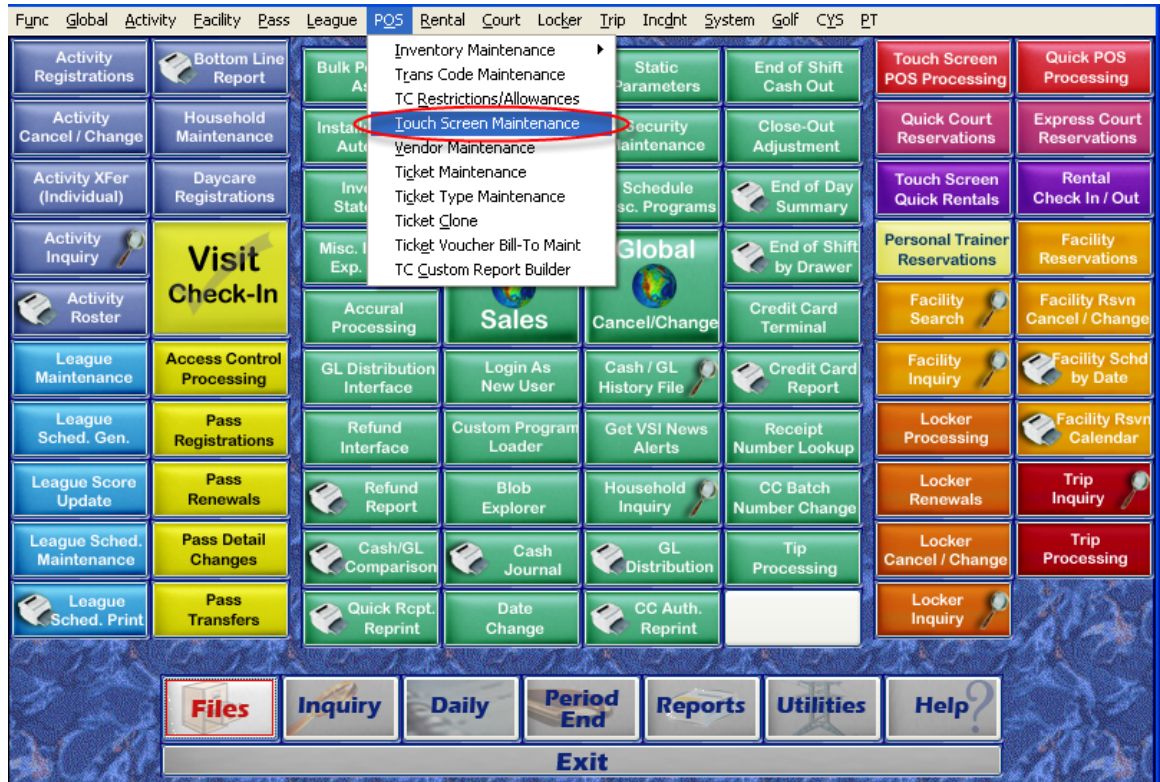 Func Global Activity Facility Pass League POS Rental Court Locker Trip Incdnt System Golf CYS PT
Inventory Maintenance
Trans Code Maintenance
TC Restrictions/Allowances
Touch Screen Maintenance
Vendor Maintenance
Ticket Maintenance
Ticket Type Maintenance
Ticket Clone
Ticket Voucher Bill-To Maint
TC Custom Report Builder
Activity
Registrations
Bottom Line
Report
Bulk
Static
Parameters
End of Shift
Cash Out
Touch Screen
POS Processing
Quick POS
Processing
Activity
Cancel / Change
Household
Maintenance
Security
Maintenance
Close-Out
Adjustment
Quick Court
Reservations
Express Court
Reservations
Activity XFer
(Individual)
Daycare
Registrations
Schedule
Programs
End of Day
Summary
Touch Screen
Quick Rentals
Rental
Check In / Out
Activity
Inquiry
Visit
Check-In
Misc.
Exp.
Sales
Global
Cancel/Change
End of Shift
by Drawer
Personal Trainer
Reservations
Facility
Reservations
Activity
Roster
Accural
Processing
Credit Card
Terminal
Facility
Search
Facility Rsvn
Cancel / Change
League
Maintenance
Access Control
Processing
GL Distribution
Interface
Login As
New User
Cash / GL
History File
Credit Card
Report
Facility
Inquiry
Facility Schd
by Date
League
Sched. Gen.
Pass
Registrations
Refund
Interface
Custom Program
Loader
Get VSI News
Alerts
Receipt
Number Lookup
Locker
Processing
Facility Rsvn
Calendar
League Score
Update
Pass
Renewals
Refund
Report
Blob
Explorer
Household
Inquiry
CC Batch
Number Change
Locker
Renewals
Trip
Inquiry
League Sched.
Maintenance
Pass Detail
Changes
Cash/GL
Comparison
Cash
Journal
GL
Distribution
Tip
Processing
Locker
Cancel / Change
Trip
Processing
League
Sched. Print
Pass
Transfers
Quick Rcpt.
Reprint
Date
Change
CC Auth.
Reprint
Locker
Inquiry
Files Inquiry Daily Period
End Reports Utilities Help
Exit